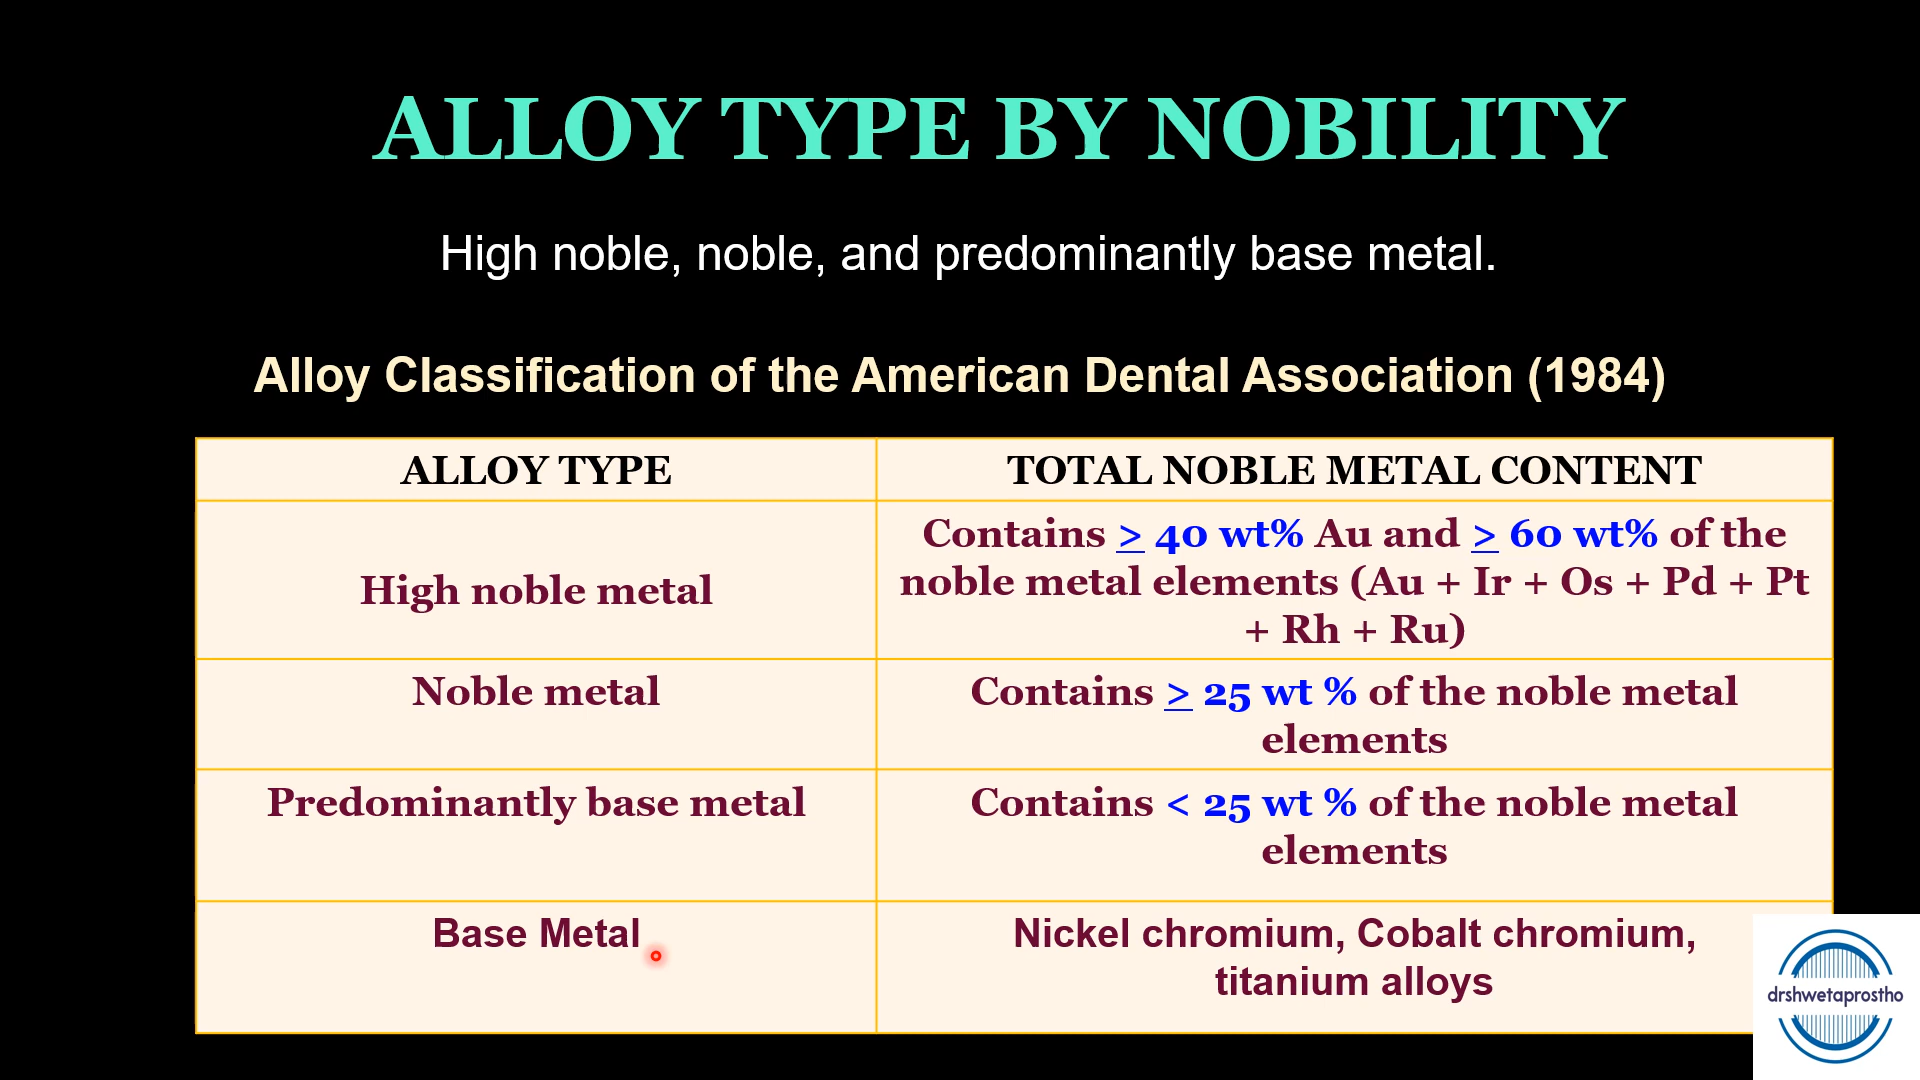 ALLOY TYPE BY NOBILITY
High noble, noble, and predominantly base metal.
Alloy Classification of the American Dental Association (1984)
ALLOY TYPE
TOTAL NOBLE METAL CONTENT
High noble metal
Contains ≥ 40 wt% Au and ≥ 60 wt% of the
noble metal elements (Au + Ir + Os + Pd + Pt
+ Rh + Ru)
Noble metal
Contains ≥ 25 wt % of the noble metal
elements
Predominantly base metal
Contains < 25 wt % of the noble metal
elements
Base Metal
Nickel chromium, Cobalt chromium,
titanium alloys
drshwetaprostho